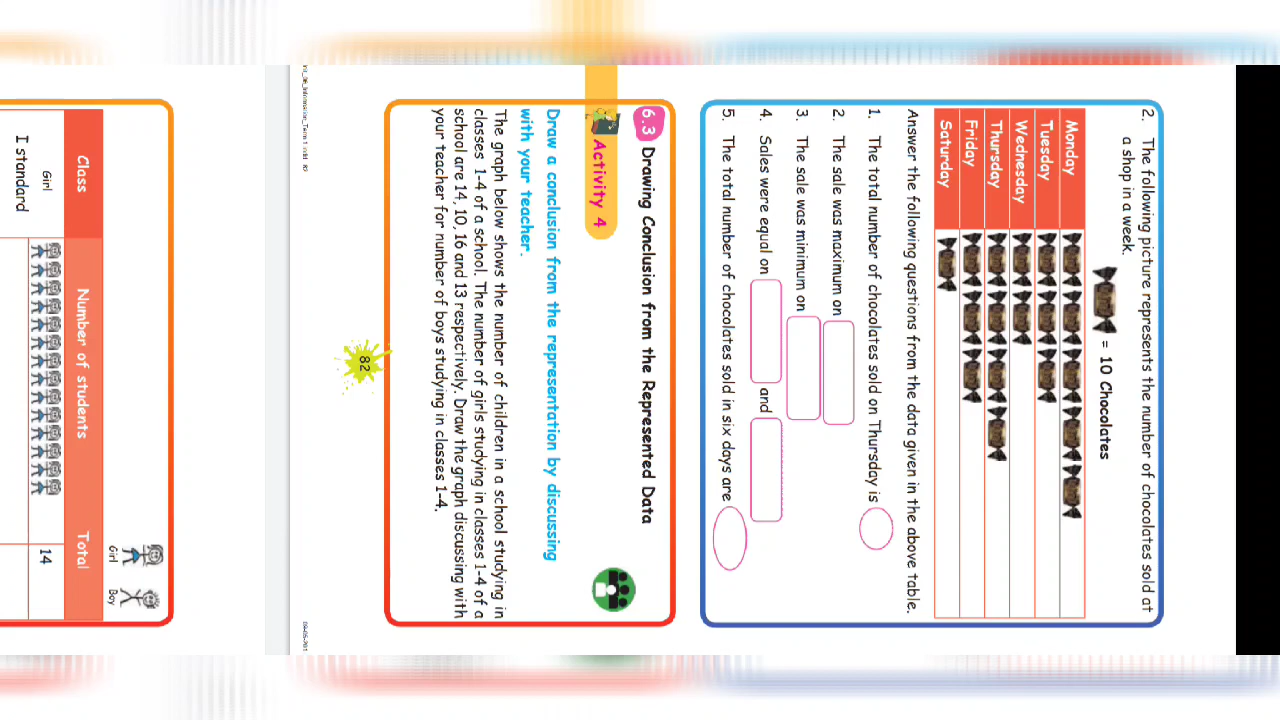 2. The following picture represents the number of chocolates sold at
a shop in a week.
= 10 Chocolates
Monday
Tuesday
Wednesday
Thursday
Friday
Saturday
Answer the following questions from the data given in the above table.
1. The total number of chocolates sold on Thursday is
2. The sale was maximum on
3. The sale was minimum on
4. Sales were equal on and
5. The total number of chocolates sold in six days are
6.3 Drawing Conclusion from the Represented Data
Activity 4
Draw a conclusion from the representation by discussing
with your teacher.
The graph below shows the number of children in a school studying in
classes 1-4 of a school. The number of girls studying in classes 1-4 of a
school are 14, 10, 16 and 13 respectively. Draw the graph discussing with
your teacher for number of boys studying in classes 1-4.
82
Girl Boy
Class Number of students Total
Girl 14
I standard